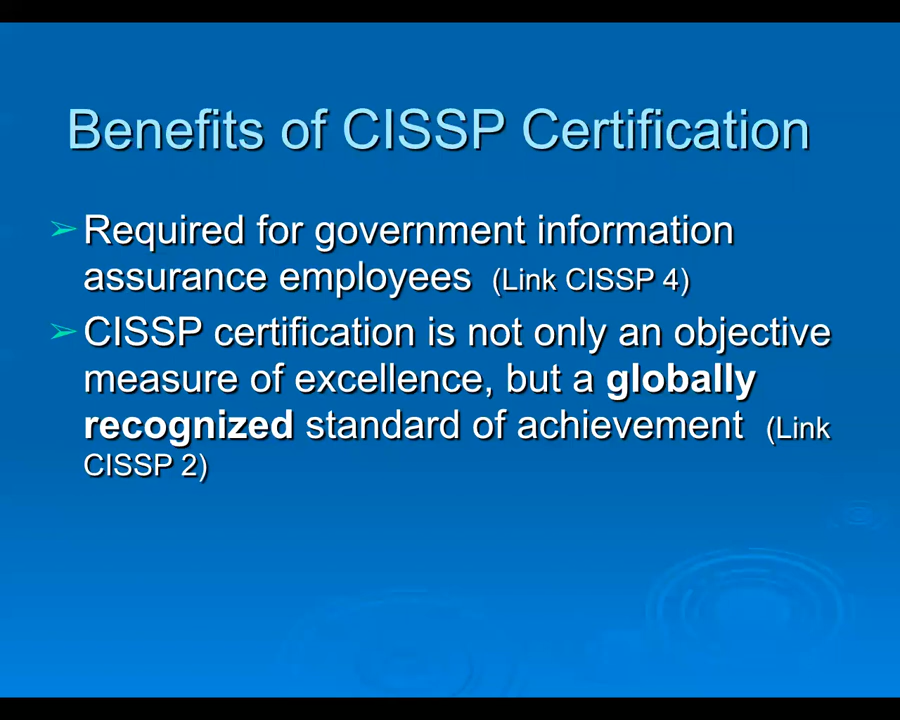 Benefits of CISSP Certification
➢ Required for government information
assurance employees (Link CISSP 4)
➢ CISSP certification is not only an objective
measure of excellence, but a globally
recognized standard of achievement (Link
CISSP 2)